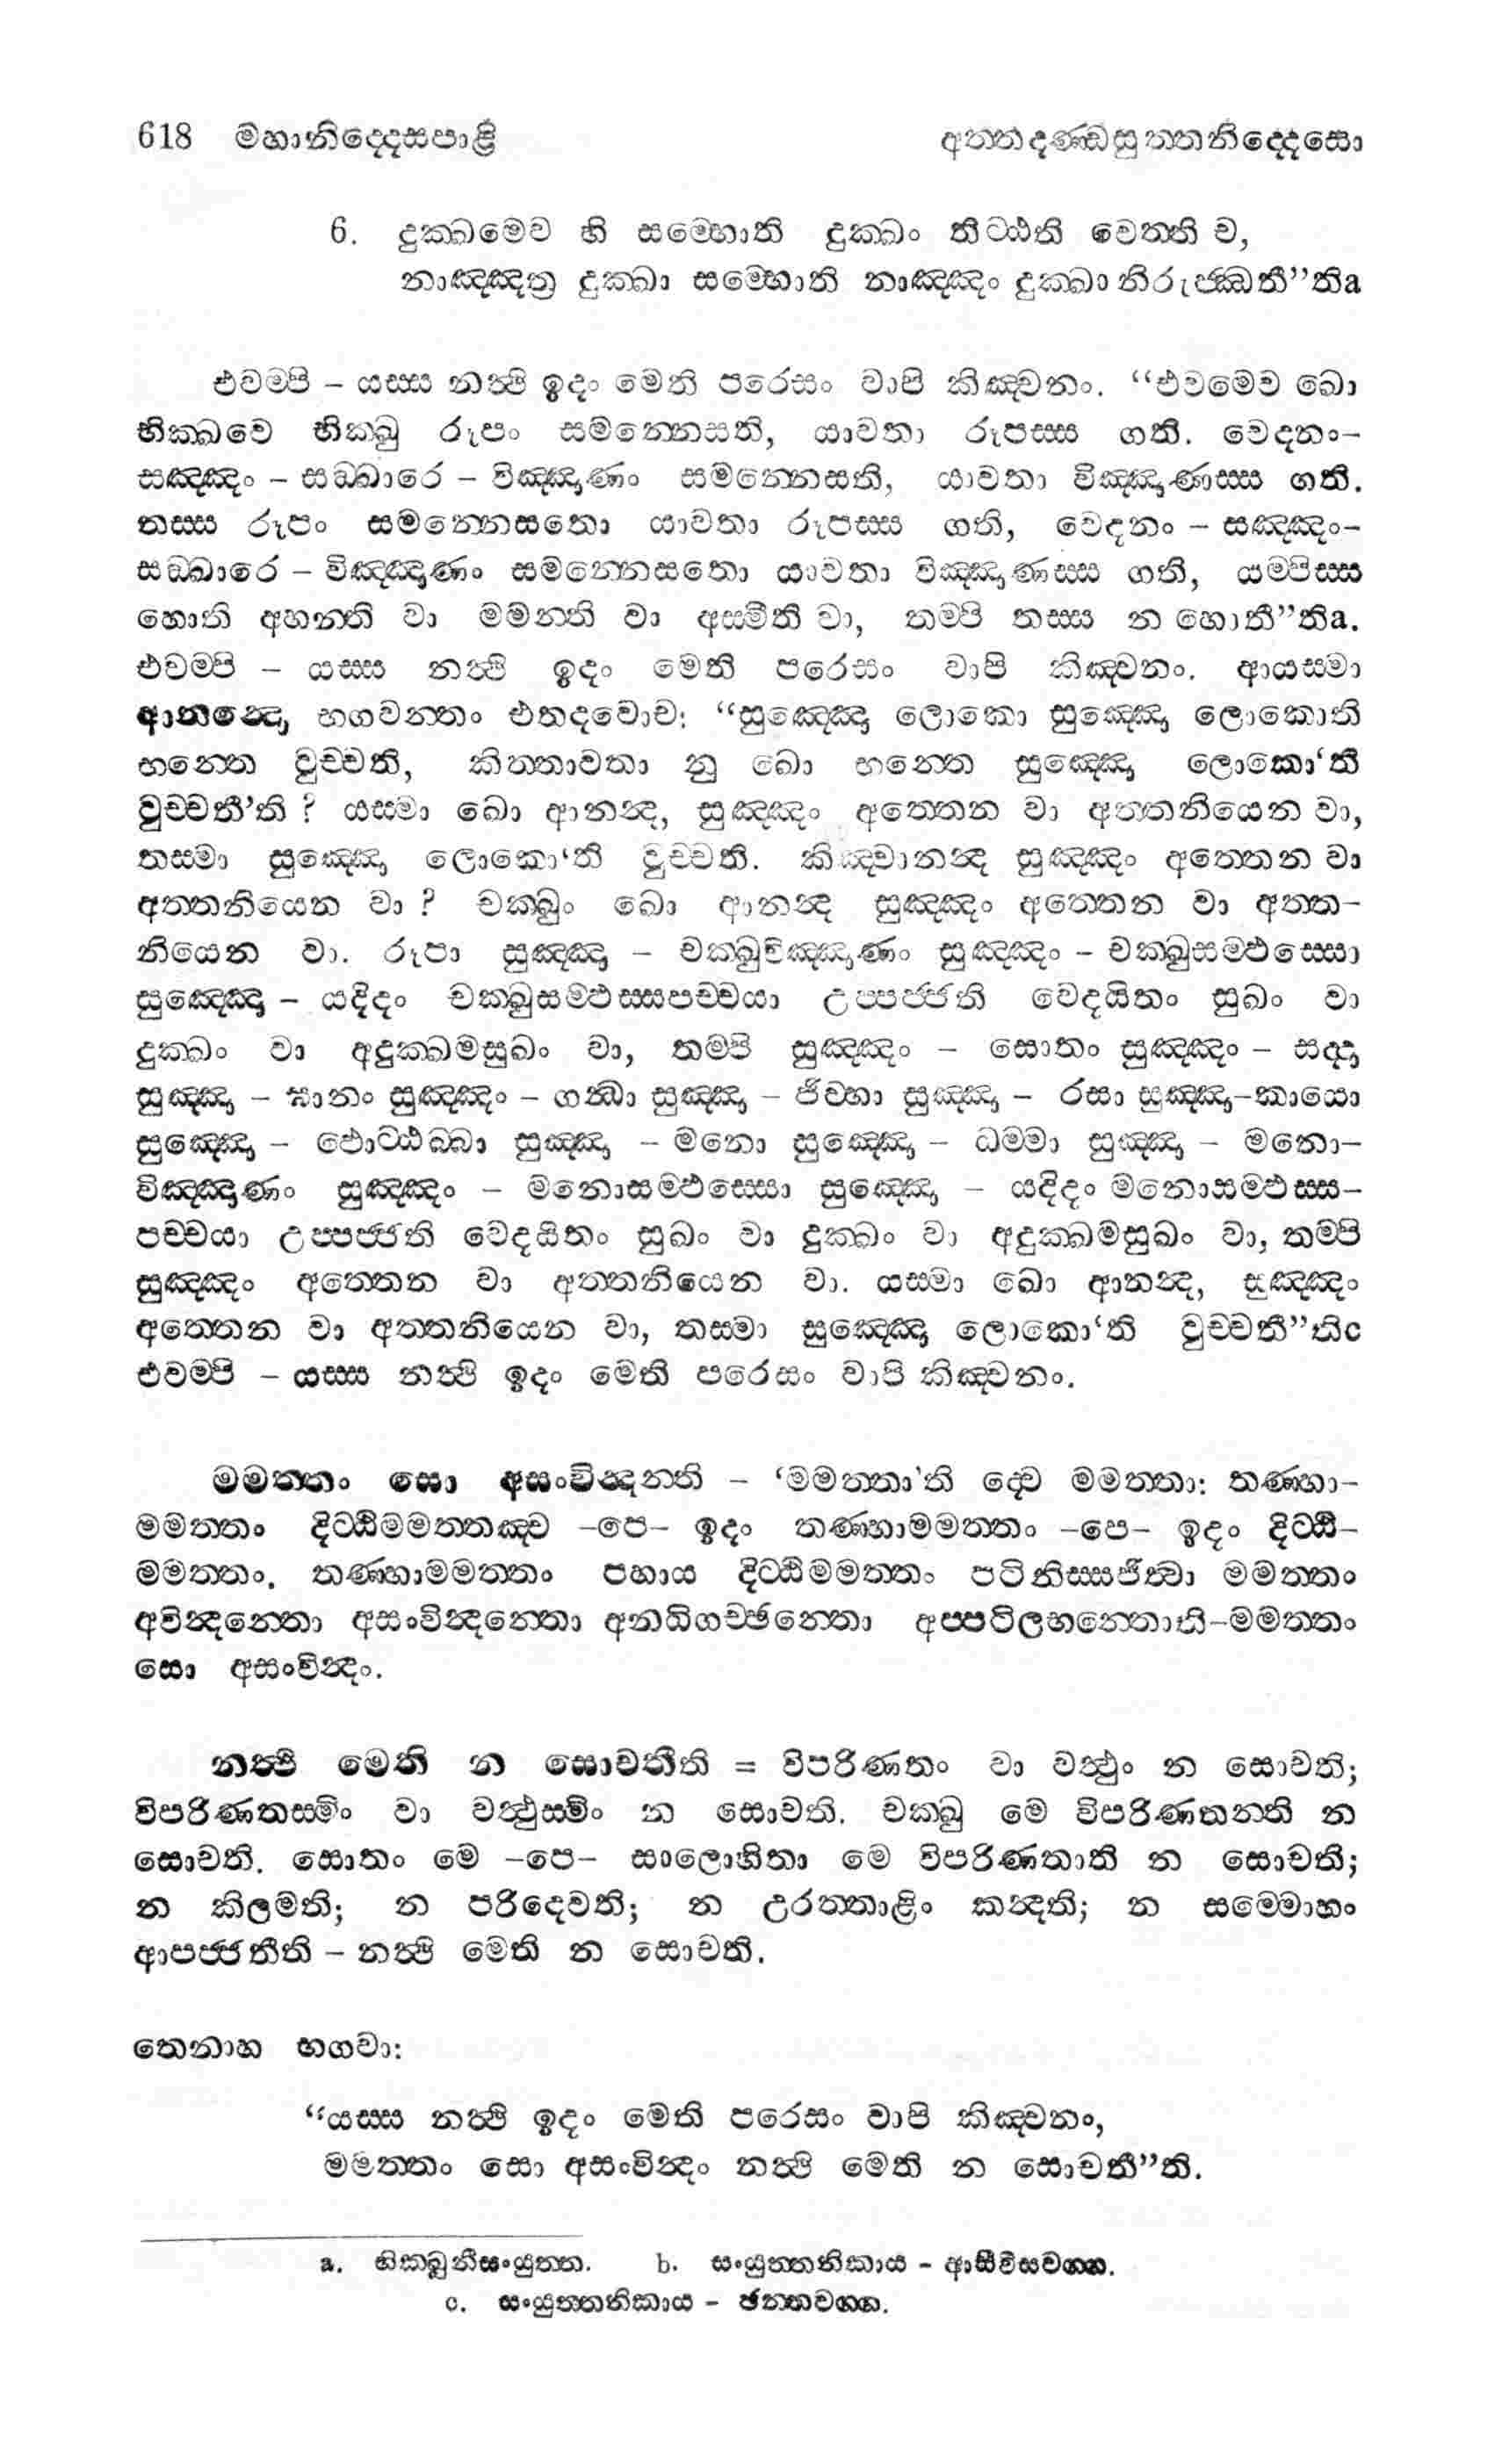 618 මහානිද්දෙසපාළි අත්තදණ්ඩසුත්තනිද්දෙසො
6. දුක්ඛමෙව හි සම්භොති දුක්ඛං තිට්ඨති වෙත්ති ච,
නාඤ්ඤත්‍ර දුක්ඛා සම්භොති නාඤ්ඤං දුක්ඛා නිරුජ්ඣතී”තිa
එවම්පි – යස්ස නත්ථි ඉදං මෙති පරෙසං වාපි කිඤ්චනං. “එවමෙව ඛො
භික්ඛවෙ භික්ඛු රූපං සමන්නෙසති, යාවතා රූපස්ස ගති. වෙදනං–
සඤ්ඤං – සඞ්ඛාරෙ – විඤ්ඤාණං සමන්නෙසති, යාවතා විඤ්ඤාණස්ස ගති.
තස්ස රූපං සමන්නෙසතො යාවතා රූපස්ස ගති, වෙදනං – සඤ්ඤං–
සඞ්ඛාරෙ – විඤ්ඤාණං සමන්නෙසතො යාවතා විඤ්ඤාණස්ස ගති, යම්පිස්ස
හොති අහන්ති වා මමන්ති වා අස්මීති වා, තම්පි තස්ස න හොතී”තිa.
එවම්පි – යස්ස නත්ථි ඉදං මෙති පරෙසං වාපි කිඤ්චනං. ආයස්මා
ආනන්දො භගවන්තං එතදවොච: “සුඤ්ඤො ලොකො සුඤ්ඤො ලොකොති
භන්තෙ වුච්චති, කිත්තාවතා නු ඛො භන්තෙ සුඤ්ඤො ලොකො‘තී
වුච්චතී’ති ? යස්මා ඛො ආනන්ද, සුඤ්ඤං අත්තෙන වා අත්තනියෙන වා,
තස්මා සුඤ්ඤො ලොකො‘ති වුච්චති. කිඤ්චානන්ද සුඤ්ඤං අත්තෙන වා
අත්තනියෙන වා ? චක්ඛුං ඛො ආනන්ද සුඤ්ඤං අත්තෙන වා අත්ත–
නියෙන වා. රූපා සුඤ්ඤා – චක්ඛුවිඤ්ඤාණං සුඤ්ඤං – චක්ඛුසම්ඵස්සො
සුඤ්ඤො – යදිදං චක්ඛුසම්ඵස්සපච්චයා උප්පජ්ජති වෙදයිතං සුඛං වා
දුක්ඛං වා අදුක්ඛමසුඛං වා, තම්පි සුඤ්ඤං – සොතං සුඤ්ඤං – සද්දා
සුඤ්ඤා – ඝානං සුඤ්ඤං – ගන්ධා සුඤ්ඤා – ජිව්හා සුඤ්ඤා – රසා සුඤ්ඤා–කායො
සුඤ්ඤො – ඵොට්ඨබ්බා සුඤ්ඤා – මනො සුඤ්ඤො – ධම්මා සුඤ්ඤා – මනො–
විඤ්ඤාණං සුඤ්ඤං – මනොසම්ඵස්සො සුඤ්ඤො – යදිදං මනොසම්ඵස්ස–
පච්චයා උප්පජ්ජති වෙදයිතං සුඛං වා දුක්ඛං වා අදුක්ඛමසුඛං වා, තම්පි
සුඤ්ඤං අත්තෙන වා අත්තනියෙන වා. යස්මා ඛො ආනන්ද, සුඤ්ඤං
අත්තෙන වා අත්තනියෙන වා, තස්මා සුඤ්ඤො ලොකො‘ති වුච්චතී”තිc
එවම්පි – යස්ස නත්ථි ඉදං මෙති පරෙසං වාපි කිඤ්චනං.
මමත්තං සො අසංවින්දන්ති – ‘මමත්තා’ති ද්වෙ මමත්තා: තණ්හා–
මමත්තං දිට්ඨිමමත්තඤ්ච –පෙ– ඉදං තණ්හාමමත්තං –පෙ– ඉදං දිට්ඨි–
මමත්තං. තණ්හාමමත්තං පහාය දිට්ඨිමමත්තං පටිනිස්සජිත්වා මමත්තං
අවින්දන්තො අසංවින්දන්තො අනධිගච්ඡන්තො අප්පටිලභන්තොති–මමත්තං
සො අසංවින්දං.
නත්ථි මෙති න සොචතීති = විපරිණතං වා වත්ථුං න සොචති;
විපරිණතස්මිං වා වත්ථුස්මිං න සොචති. චක්ඛු මෙ විපරිණතන්ති න
සොචති. සොතං මෙ –පෙ– සාලොහිතා මෙ විපරිණතාති න සොචති;
න කිලමති; න පරිදෙවති; න උරත්තාළිං කන්දති; න සම්මොහං
ආපජ්ජතීති – නත්ථි මෙති න සොචති.
තෙනාහ භගවා:
“යස්ස නත්ථි ඉදං මෙති පරෙසං වාපි කිඤ්චනං,
මමත්තං සො අසංවින්දං නත්ථි මෙති න සොචතී”ති.
a. භික්ඛුනීසංයුත්ත. b. සංයුත්තනිකාය – ආසීවිසවග්ග.
c. සංයුත්තනිකාය – ඡන්නවග්ග.